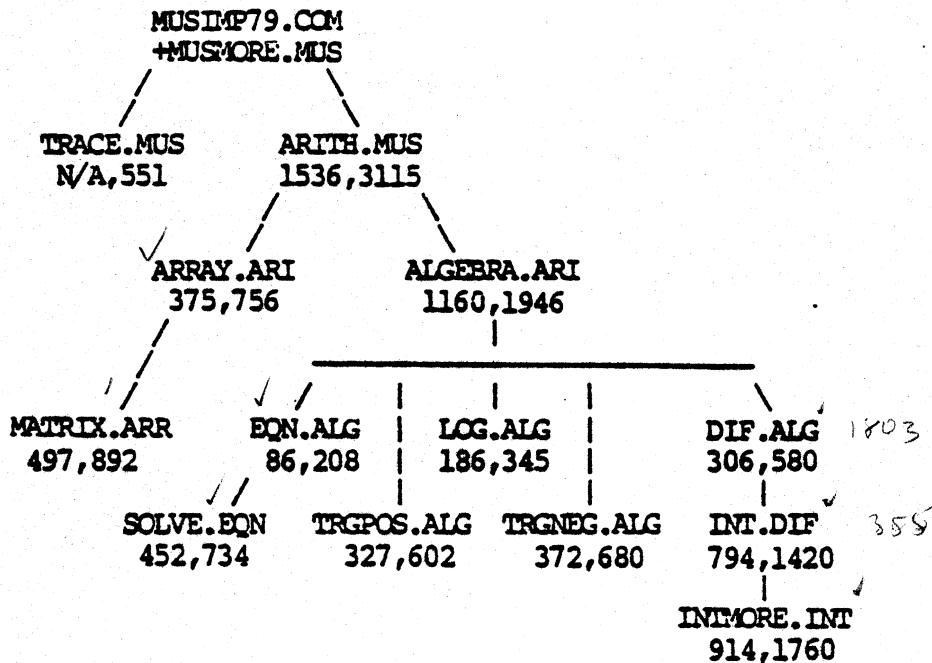 MUSIMP79.COM
+MUSMORE.MUS
TRACE.MUS ARITH.MUS
N/A,551 1536,3115
ARRAY.ARI ALGEBRA.ARI
375,756 1160,1946
MATRIX.ARR EQN.ALG LOG.ALG DIF.ALG 1803
497,892 86,208 186,345 306,580
SOLVE.EQN TRGPOS.ALG TRGNEG.ALG INT.DIF 355
452,734 327,602 372,680 794,1420
INTMORE.INT
914,1760